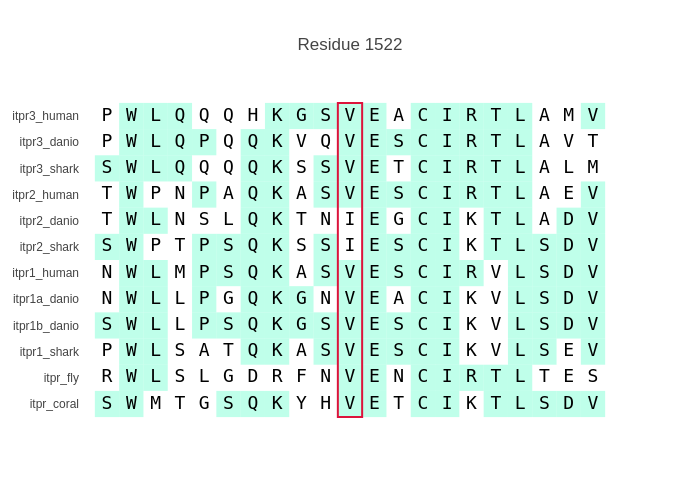 Residue 1522
itpr3_human P W L Q Q Q H K G S V E A C I R T L A M V
itpr3_danio P W L Q P Q Q K V Q V E S C I R T L A V T
itpr3_shark S W L Q Q Q Q K S S V E T C I R T L A L M
itpr2_human T W P N P A Q K A S V E S C I R T L A E V
itpr2_danio T W L N S L Q K T N I E G C I K T L A D V
itpr2_shark S W P T P S Q K S S I E S C I K T L S D V
itpr1_human N W L M P S Q K A S V E S C I R V L S D V
itpr1a_danio N W L L P G Q K G N V E A C I K V L S D V
itpr1b_danio S W L L P S Q K G S V E S C I K V L S D V
itpr1_shark P W L S A T Q K A S V E S C I K V L S E V
itpr_fly R W L S L G D R F N V E N C I R T L T E S
itpr_coral S W M T G S Q K Y H V E T C I K T L S D V